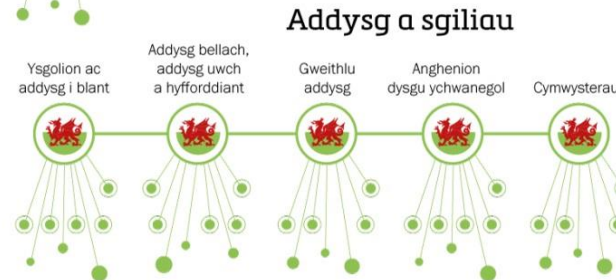 Addysg a sgiliau
Ysgolion ac
addysg i blant
Addysg bellach,
addysg uwch
a hyfforddiant
Gweithlu
addysg
Anghenion
dysgu ychwanegol
Cymwysterau